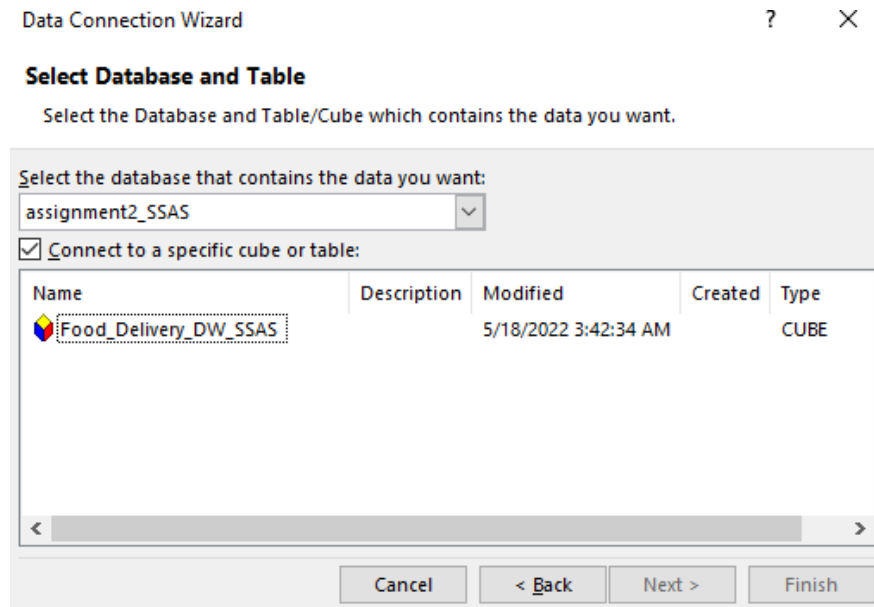 Data Connection Wizard ? ×
Select Database and Table
Select the Database and Table/Cube which contains the data you want.
Select the database that contains the data you want:
assignment2_SSAS
Connect to a specific cube or table:
Name Description Modified Created Type
Food_Delivery_DW_SSAS 5/18/2022 3:42:34 AM CUBE
Cancel < Back Next > Finish